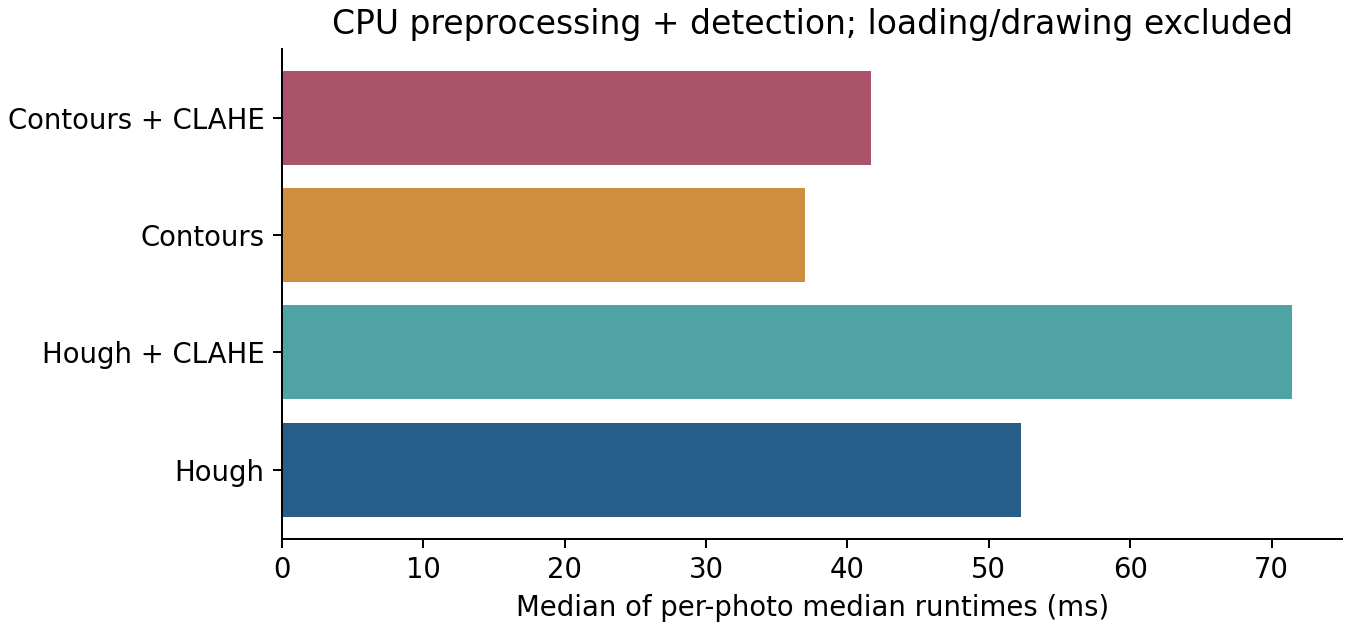 CPU preprocessing + detection; loading/drawing excluded
Contours + CLAHE
Contours
Hough + CLAHE
Hough
0 10 20 30 40 50 60 70
Median of per-photo median runtimes (ms)